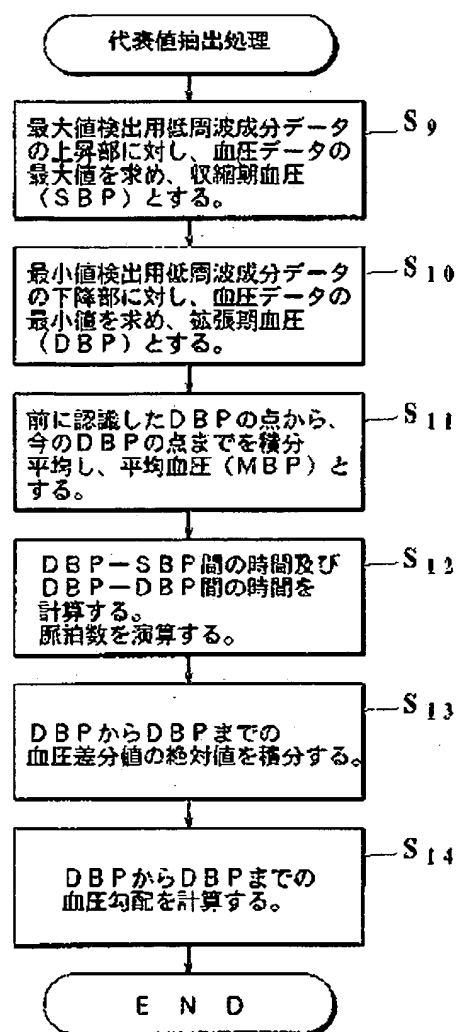 代表値抽出処理
S9
最大値検出用低周波成分データ
の上昇部に対し、血圧データの
最大値を求め、収縮期血圧
(SBP)とする。
S10
最小値検出用低周波成分データ
の下降部に対し、血圧データの
最小値を求め、拡張期血圧
(DBP)とする。
S11
前に認識したDBPの点から、
今のDBPの点までを積分
平均し、平均血圧(MBP)と
する。
S12
DBP−SBP間の時間及び
DBP−DBP間の時間を
計算する。
脈拍数を演算する。
S13
DBPからDBPまでの
血圧差分値の絶対値を積分する。
S14
DBPからDBPまでの
血圧勾配を計算する。
END